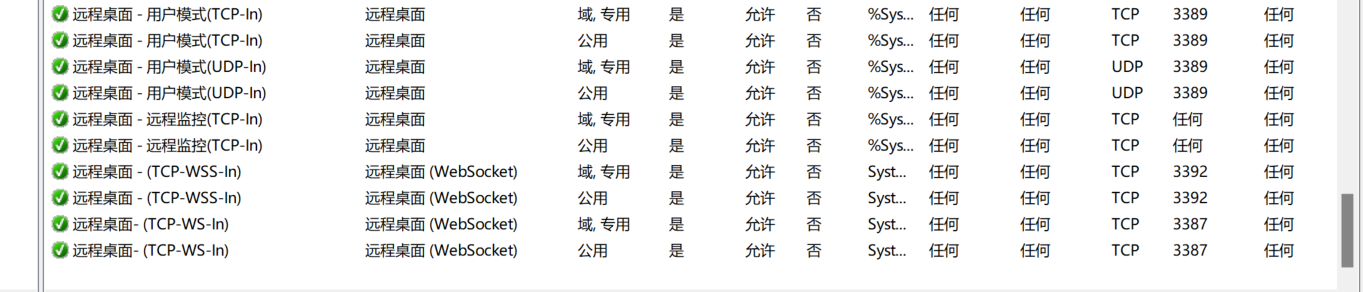 远程桌面 - 用户模式(TCP-In) 远程桌面 域, 专用 是 允许 否 %Sys... 任何 任何 TCP 3389 任何
远程桌面 - 用户模式(TCP-In) 远程桌面 公用 是 允许 否 %Sys... 任何 任何 TCP 3389 任何
远程桌面 - 用户模式(UDP-In) 远程桌面 域, 专用 是 允许 否 %Sys... 任何 任何 UDP 3389 任何
远程桌面 - 用户模式(UDP-In) 远程桌面 公用 是 允许 否 %Sys... 任何 任何 UDP 3389 任何
远程桌面 - 远程监控(TCP-In) 远程桌面 域, 专用 是 允许 否 %Sys... 任何 任何 TCP 任何 任何
远程桌面 - 远程监控(TCP-In) 远程桌面 公用 是 允许 否 %Sys... 任何 任何 TCP 任何 任何
远程桌面 - (TCP-WSS-In) 远程桌面 (WebSocket) 域, 专用 是 允许 否 Syst... 任何 任何 TCP 3392 任何
远程桌面 - (TCP-WSS-In) 远程桌面 (WebSocket) 公用 是 允许 否 Syst... 任何 任何 TCP 3392 任何
远程桌面- (TCP-WS-In) 远程桌面 (WebSocket) 域, 专用 是 允许 否 Syst... 任何 任何 TCP 3387 任何
远程桌面- (TCP-WS-In) 远程桌面 (WebSocket) 公用 是 允许 否 Syst... 任何 任何 TCP 3387 任何